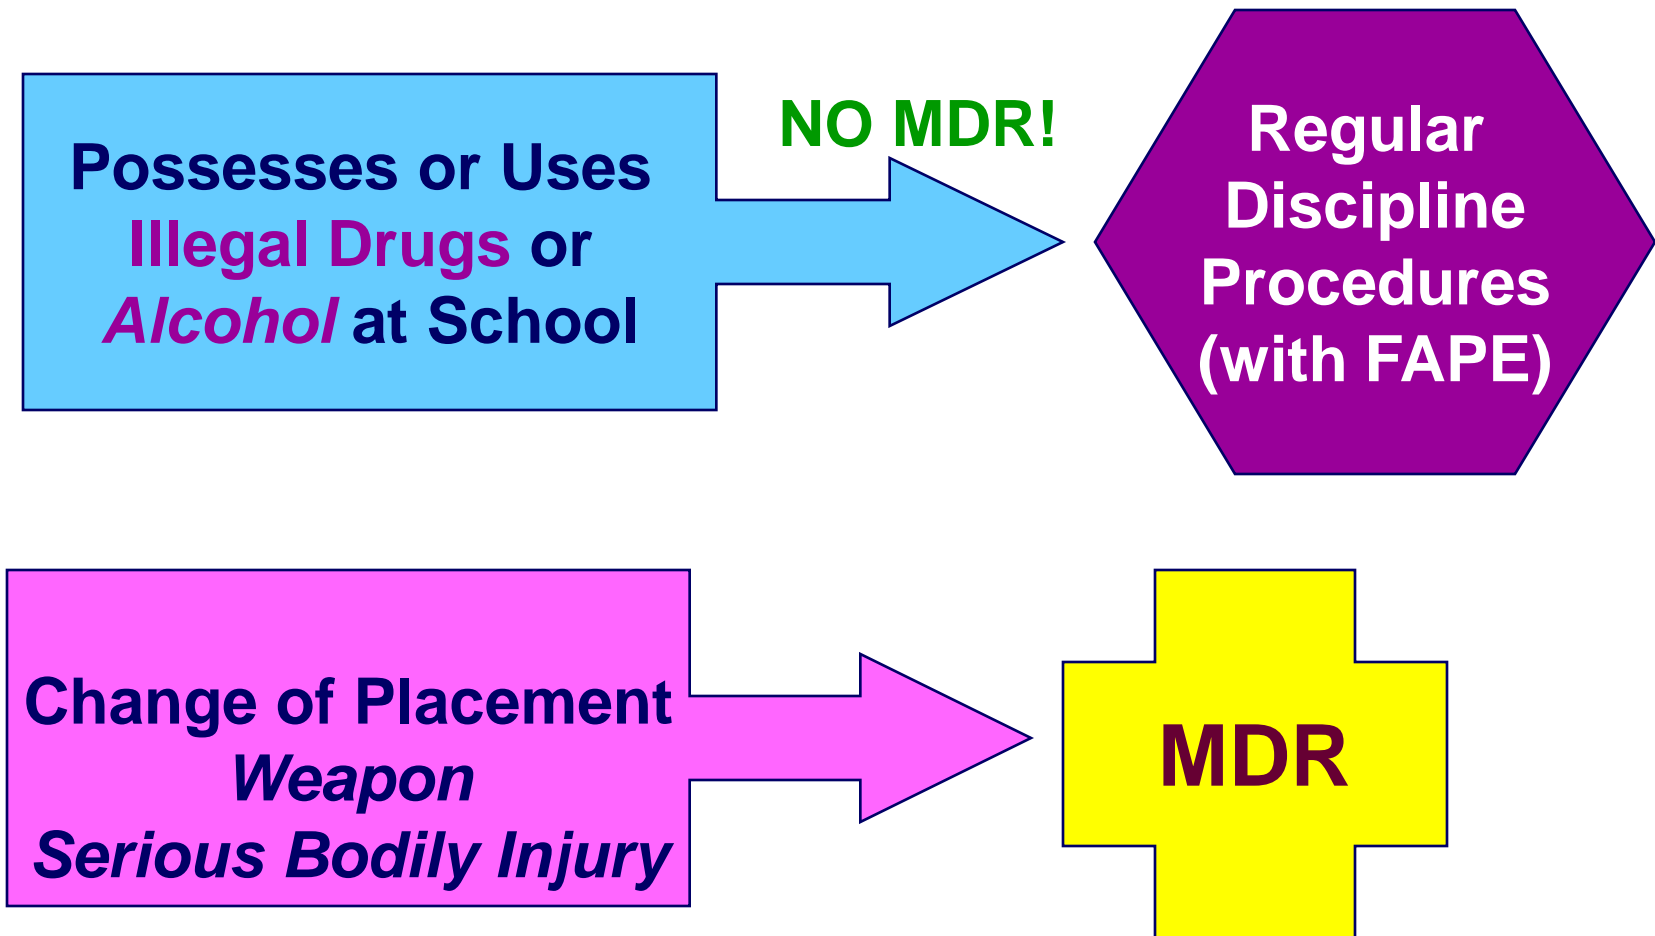 Possesses or Uses
Illegal Drugs or
Alcohol at School
NO MDR!
Regular
Discipline
Procedures
(with FAPE)
Change of Placement
Weapon
Serious Bodily Injury
MDR